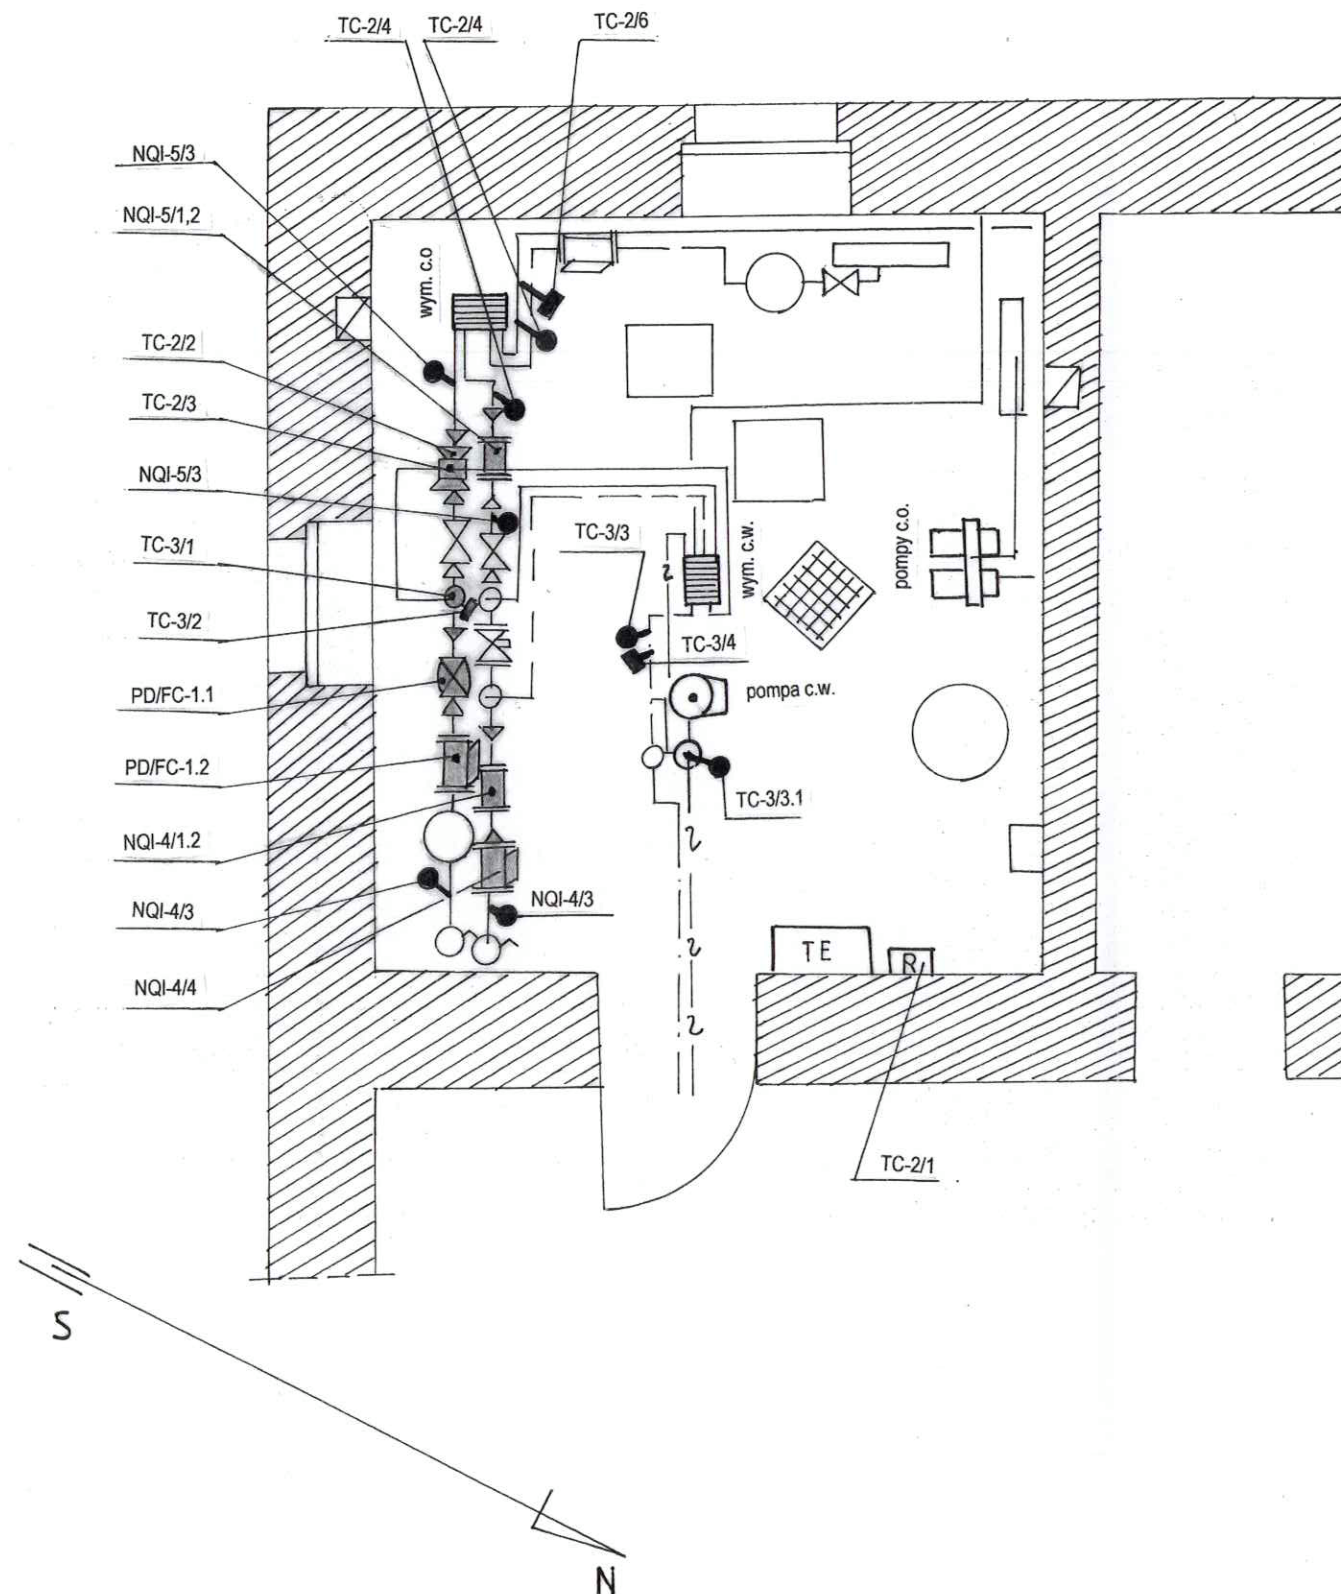 TC-2/4
TC-2/4
TC-2/6
NQI-5/3
NQI-5/1,2
wym. c.o
TC-2/2
TC-2/3
NQI-5/3
TC-3/3
wym. c.w.
pompy c.o.
TC-3/1
TC-3/2
TC-3/4
PD/FC-1.1
pompa c.w.
PD/FC-1.2
TC-3/3.1
NQI-4/1.2
NQI-4/3
NQI-4/3
TE
R
NQI-4/4
TC-2/1
S
N